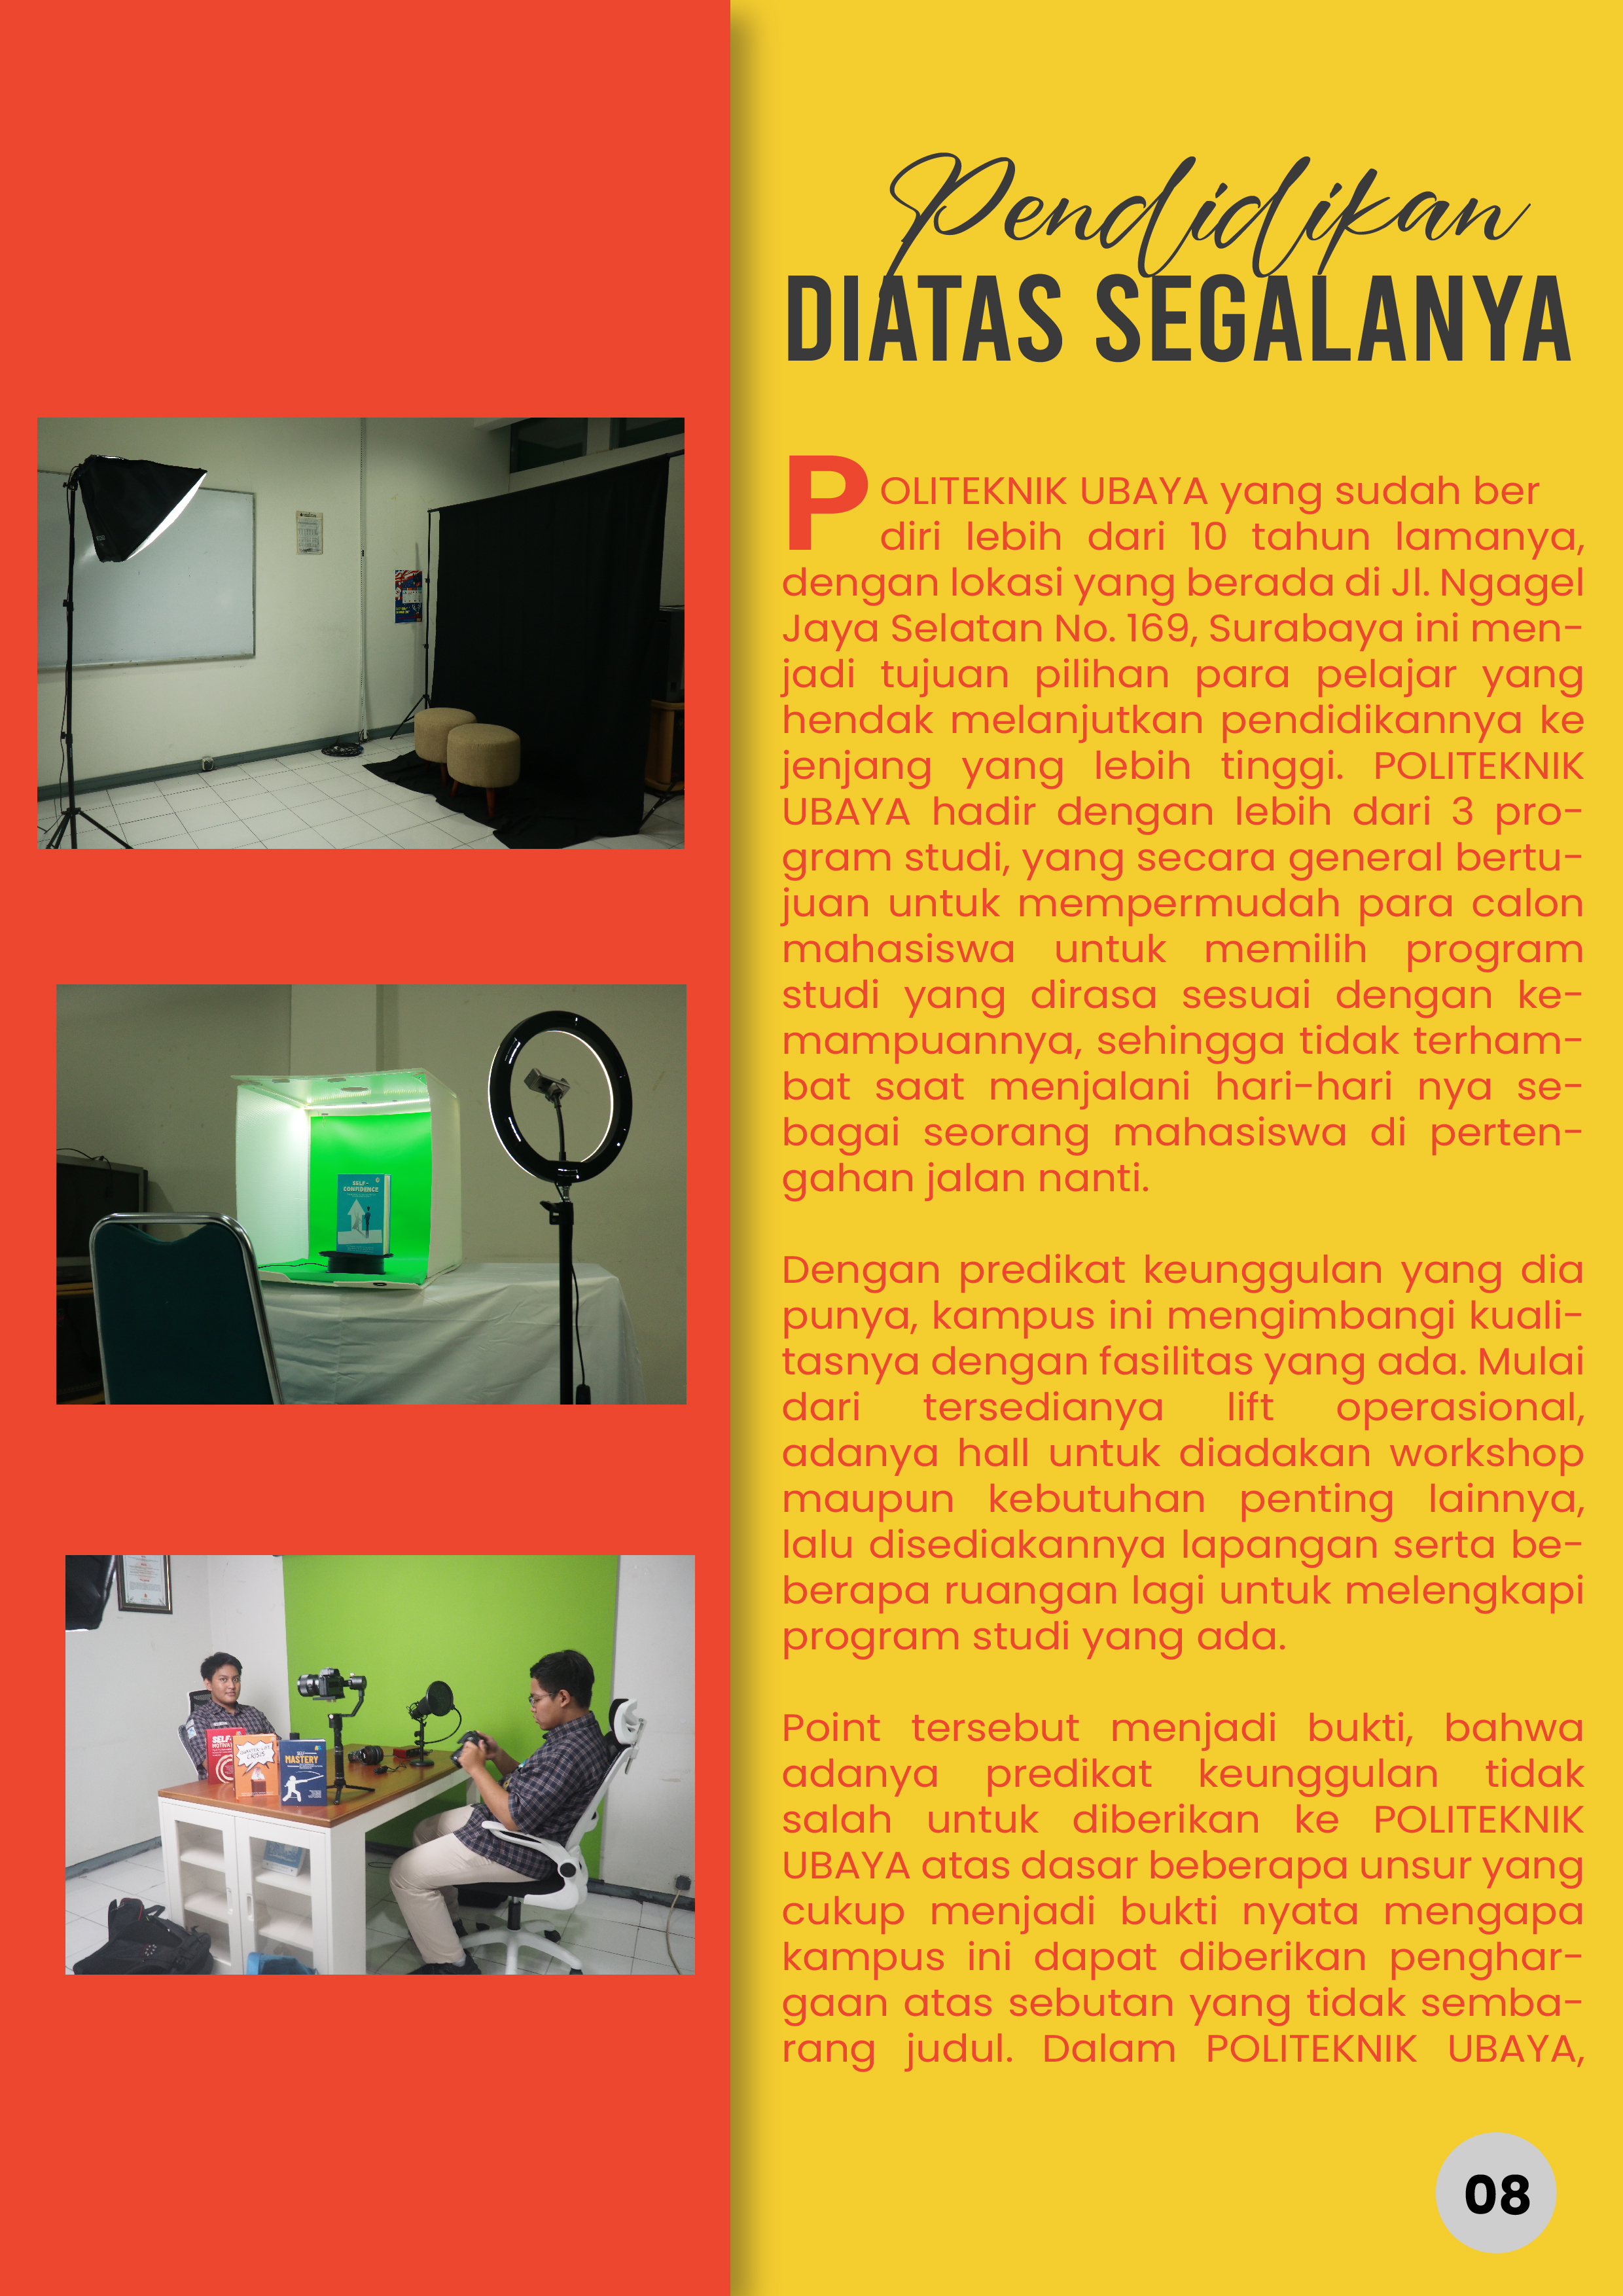 Pendidikan
DIATAS SEGALANYA
POLITEKNIK UBAYA yang sudah ber
diri lebih dari 10 tahun lamanya,
dengan lokasi yang berada di Jl. Ngagel
Jaya Selatan No. 169, Surabaya ini men-
jadi tujuan pilihan para pelajar yang
hendak melanjutkan pendidikannya ke
jenjang yang lebih tinggi. POLITEKNIK
UBAYA hadir dengan lebih dari 3 pro-
gram studi, yang secara general bertu-
juan untuk mempermudah para calon
mahasiswa untuk memilih program
studi yang dirasa sesuai dengan ke-
mampuannya, sehingga tidak terham-
bat saat menjalani hari-hari nya se-
bagai seorang mahasiswa di perten-
gahan jalan nanti.
Dengan predikat keunggulan yang dia
punya, kampus ini mengimbangi kuali-
tasnya dengan fasilitas yang ada. Mulai
dari tersedianya lift operasional,
adanya hall untuk diadakan workshop
maupun kebutuhan penting lainnya,
lalu disediakannya lapangan serta be-
berapa ruangan lagi untuk melengkapi
program studi yang ada.
Point tersebut menjadi bukti, bahwa
adanya predikat keunggulan tidak
salah untuk diberikan ke POLITEKNIK
UBAYA atas dasar beberapa unsur yang
cukup menjadi bukti nyata mengapa
kampus ini dapat diberikan penghar-
gaan atas sebutan yang tidak semba-
rang judul. Dalam POLITEKNIK UBAYA,
08
SELF-
CONFIDENCE
SELF-
CRISIS
MASTERY